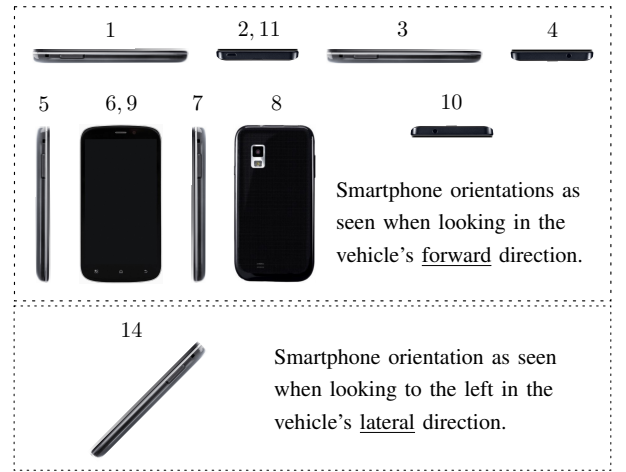 1 2, 11 3 4
5 6, 9 7 8 10
Smartphone orientations as
seen when looking in the
vehicle's forward direction.
14
Smartphone orientation as seen
when looking to the left in the
vehicle's lateral direction.